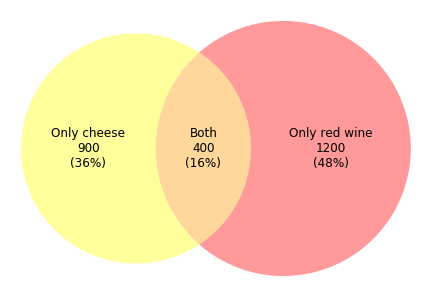 Only cheese
900
(36%)
Both
400
(16%)
Only red wine
1200
(48%)